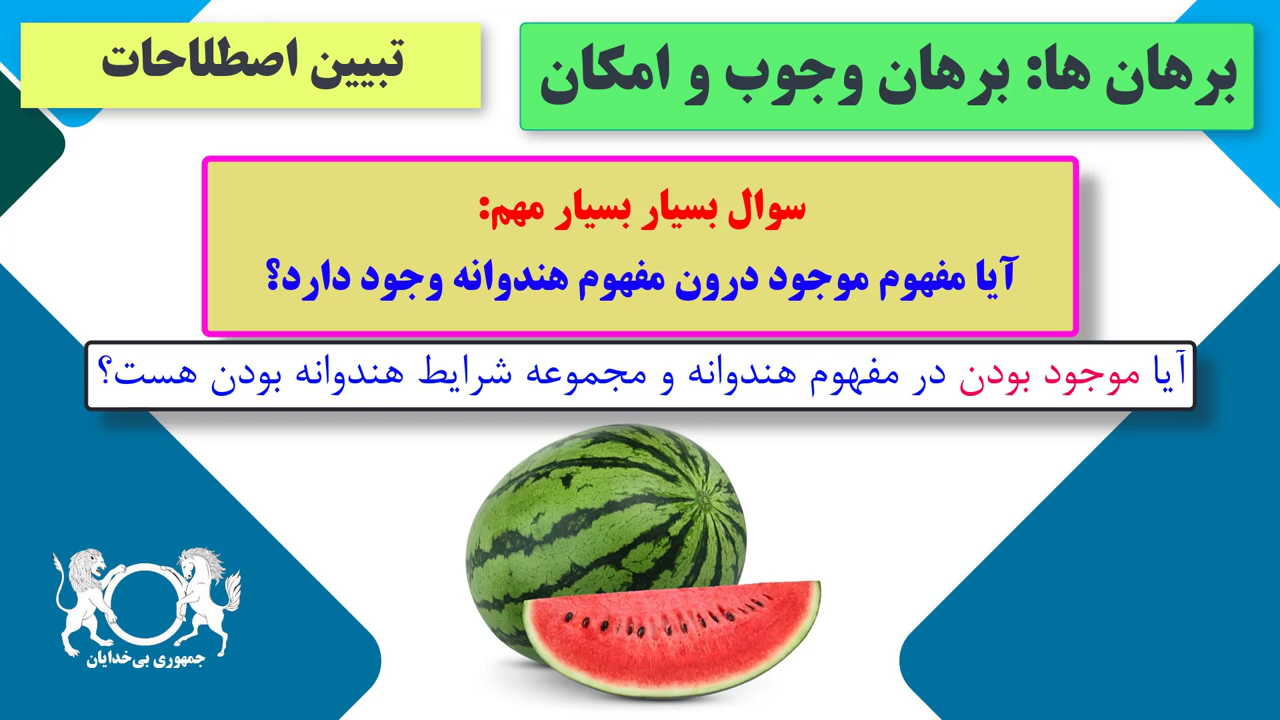 برهان ها: برهان وجوب و امکان
تبیین اصطلاحات
سوال بسیار بسیار مهم:
آیا مفهوم موجود درون مفهوم هندوانه وجود دارد؟
آیا موجود بودن در مفهوم هندوانه و مجموعه شرایط هندوانه بودن هست؟
جمهوری بی‌خدایان